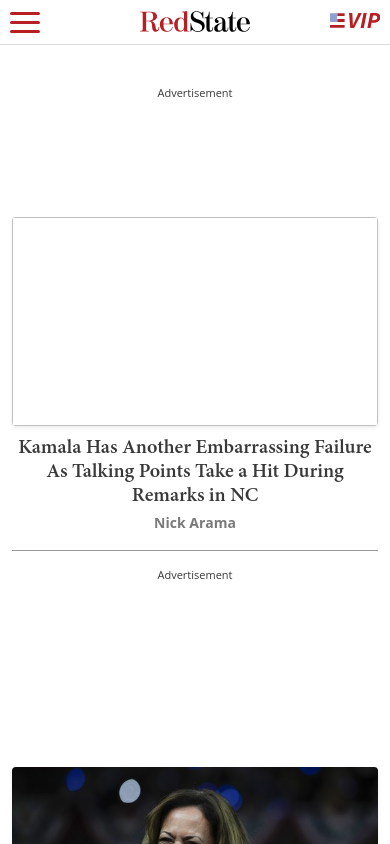 RedState
VIP
Advertisement
Kamala Has Another Embarrassing Failure
As Talking Points Take a Hit During
Remarks in NC
Nick Arama
Advertisement